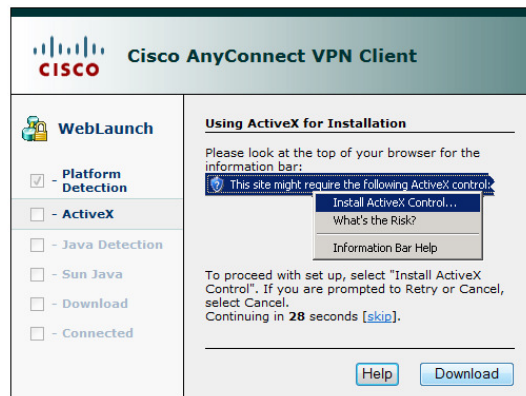 CISCO
Cisco AnyConnect VPN Client
WebLaunch
- Platform
Detection
- ActiveX
- Java Detection
- Sun Java
- Download
- Connected
Using ActiveX for Installation
Please look at the top of your browser for the
information bar:
This site might require the following ActiveX control:
Install ActiveX Control...
What's the Risk?
Information Bar Help
To proceed with set up, select "Install ActiveX
Control". If you are prompted to Retry or Cancel,
select Cancel.
Continuing in 28 seconds [skip].
Help
Download